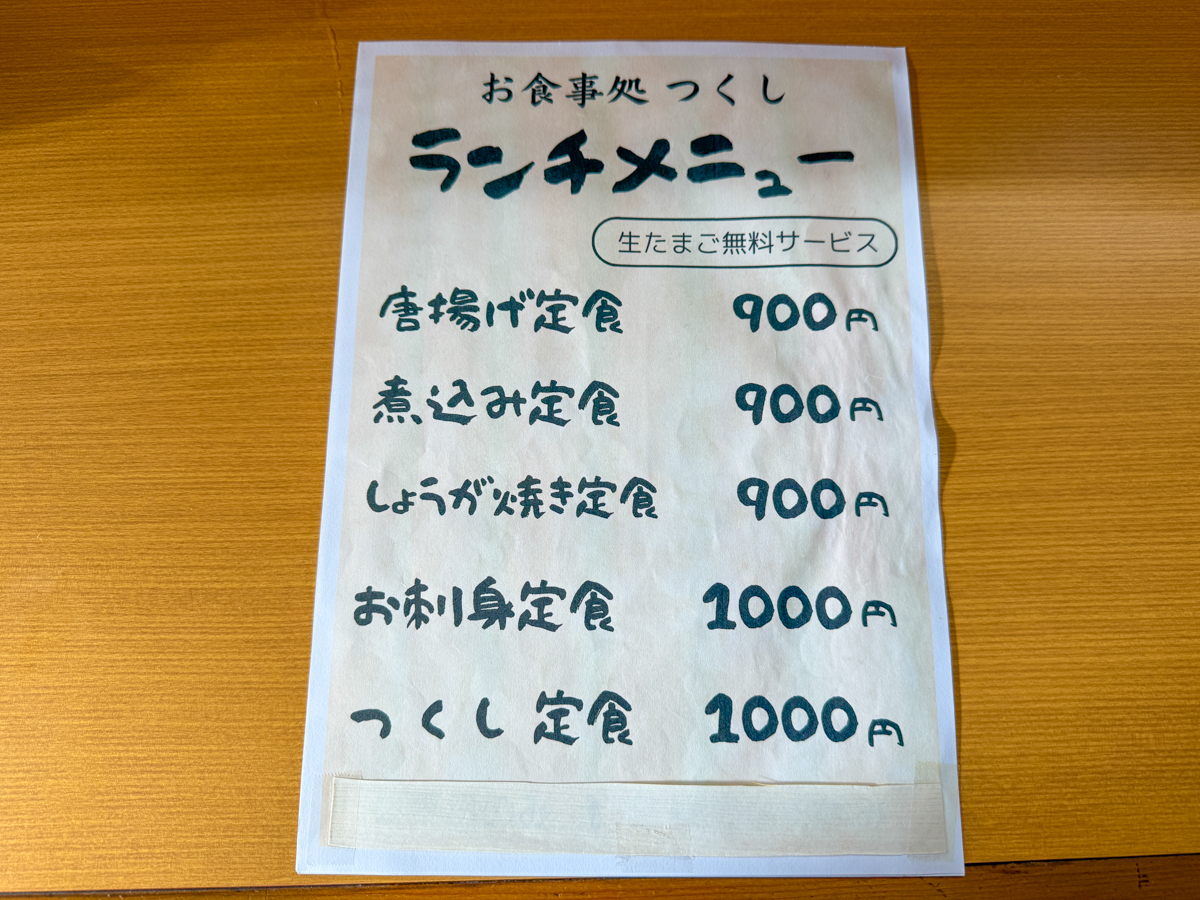 お食事処 つくし
ランチメニュー
生たまご無料サービス
唐揚げ定食 900円
煮込み定食 900円
しょうが焼き定食 900円
お刺身定食 1000円
つくし定食 1000円